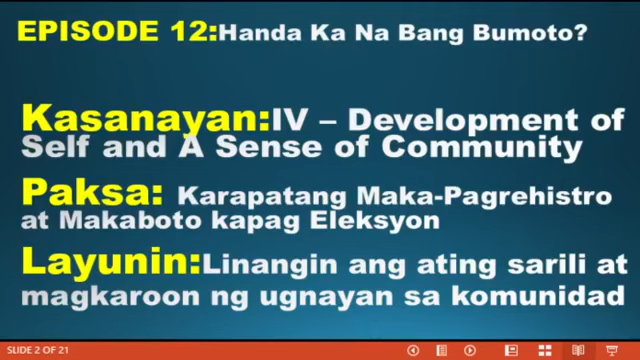 EPISODE 12:Handa Ka Na Bang Bumoto?
Kasanayan:IV – Development of
Self and A Sense of Community
Paksa: Karapatang Maka-Pagrehistro
at Makaboto kapag Eleksyon
Layunin:Linangin ang ating sarili at
magkaroon ng ugnayan sa komunidad
SLIDE 2 OF 21